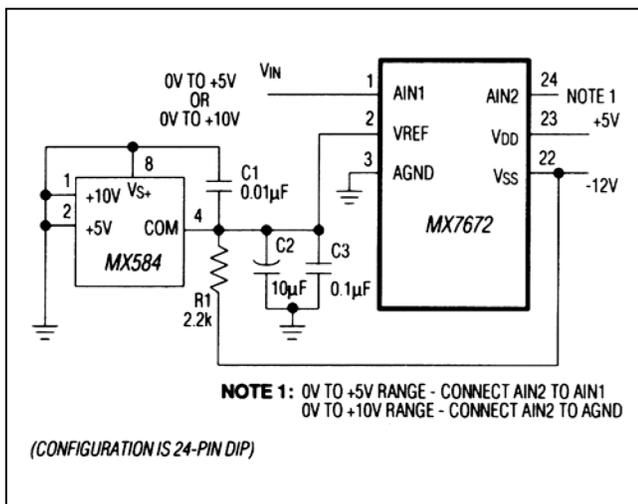 0V TO +5V
OR
0V TO +10V
VIN
1
AIN1
AIN2
24
NOTE 1
2
VREF
VDD
23
+5V
3
AGND
VSS
22
-12V
MX7672
8
1
+10V
VS+
2
+5V
COM
4
MX584
C1
0.01µF
C2
10µF
C3
0.1µF
R1
2.2k
NOTE 1: 0V TO +5V RANGE - CONNECT AIN2 TO AIN1
0V TO +10V RANGE - CONNECT AIN2 TO AGND
(CONFIGURATION IS 24-PIN DIP)